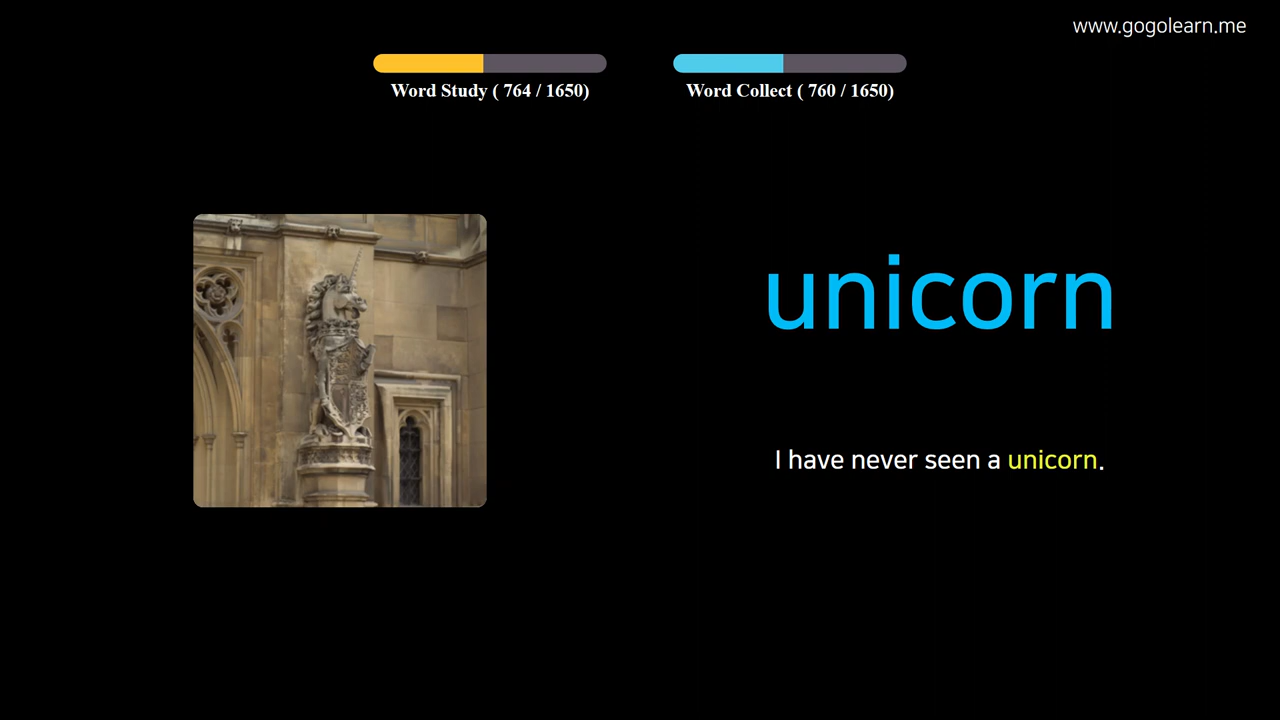 www.gogolearn.me
Word Study ( 764 / 1650)
Word Collect ( 760 / 1650)
unicorn
I have never seen a unicorn.